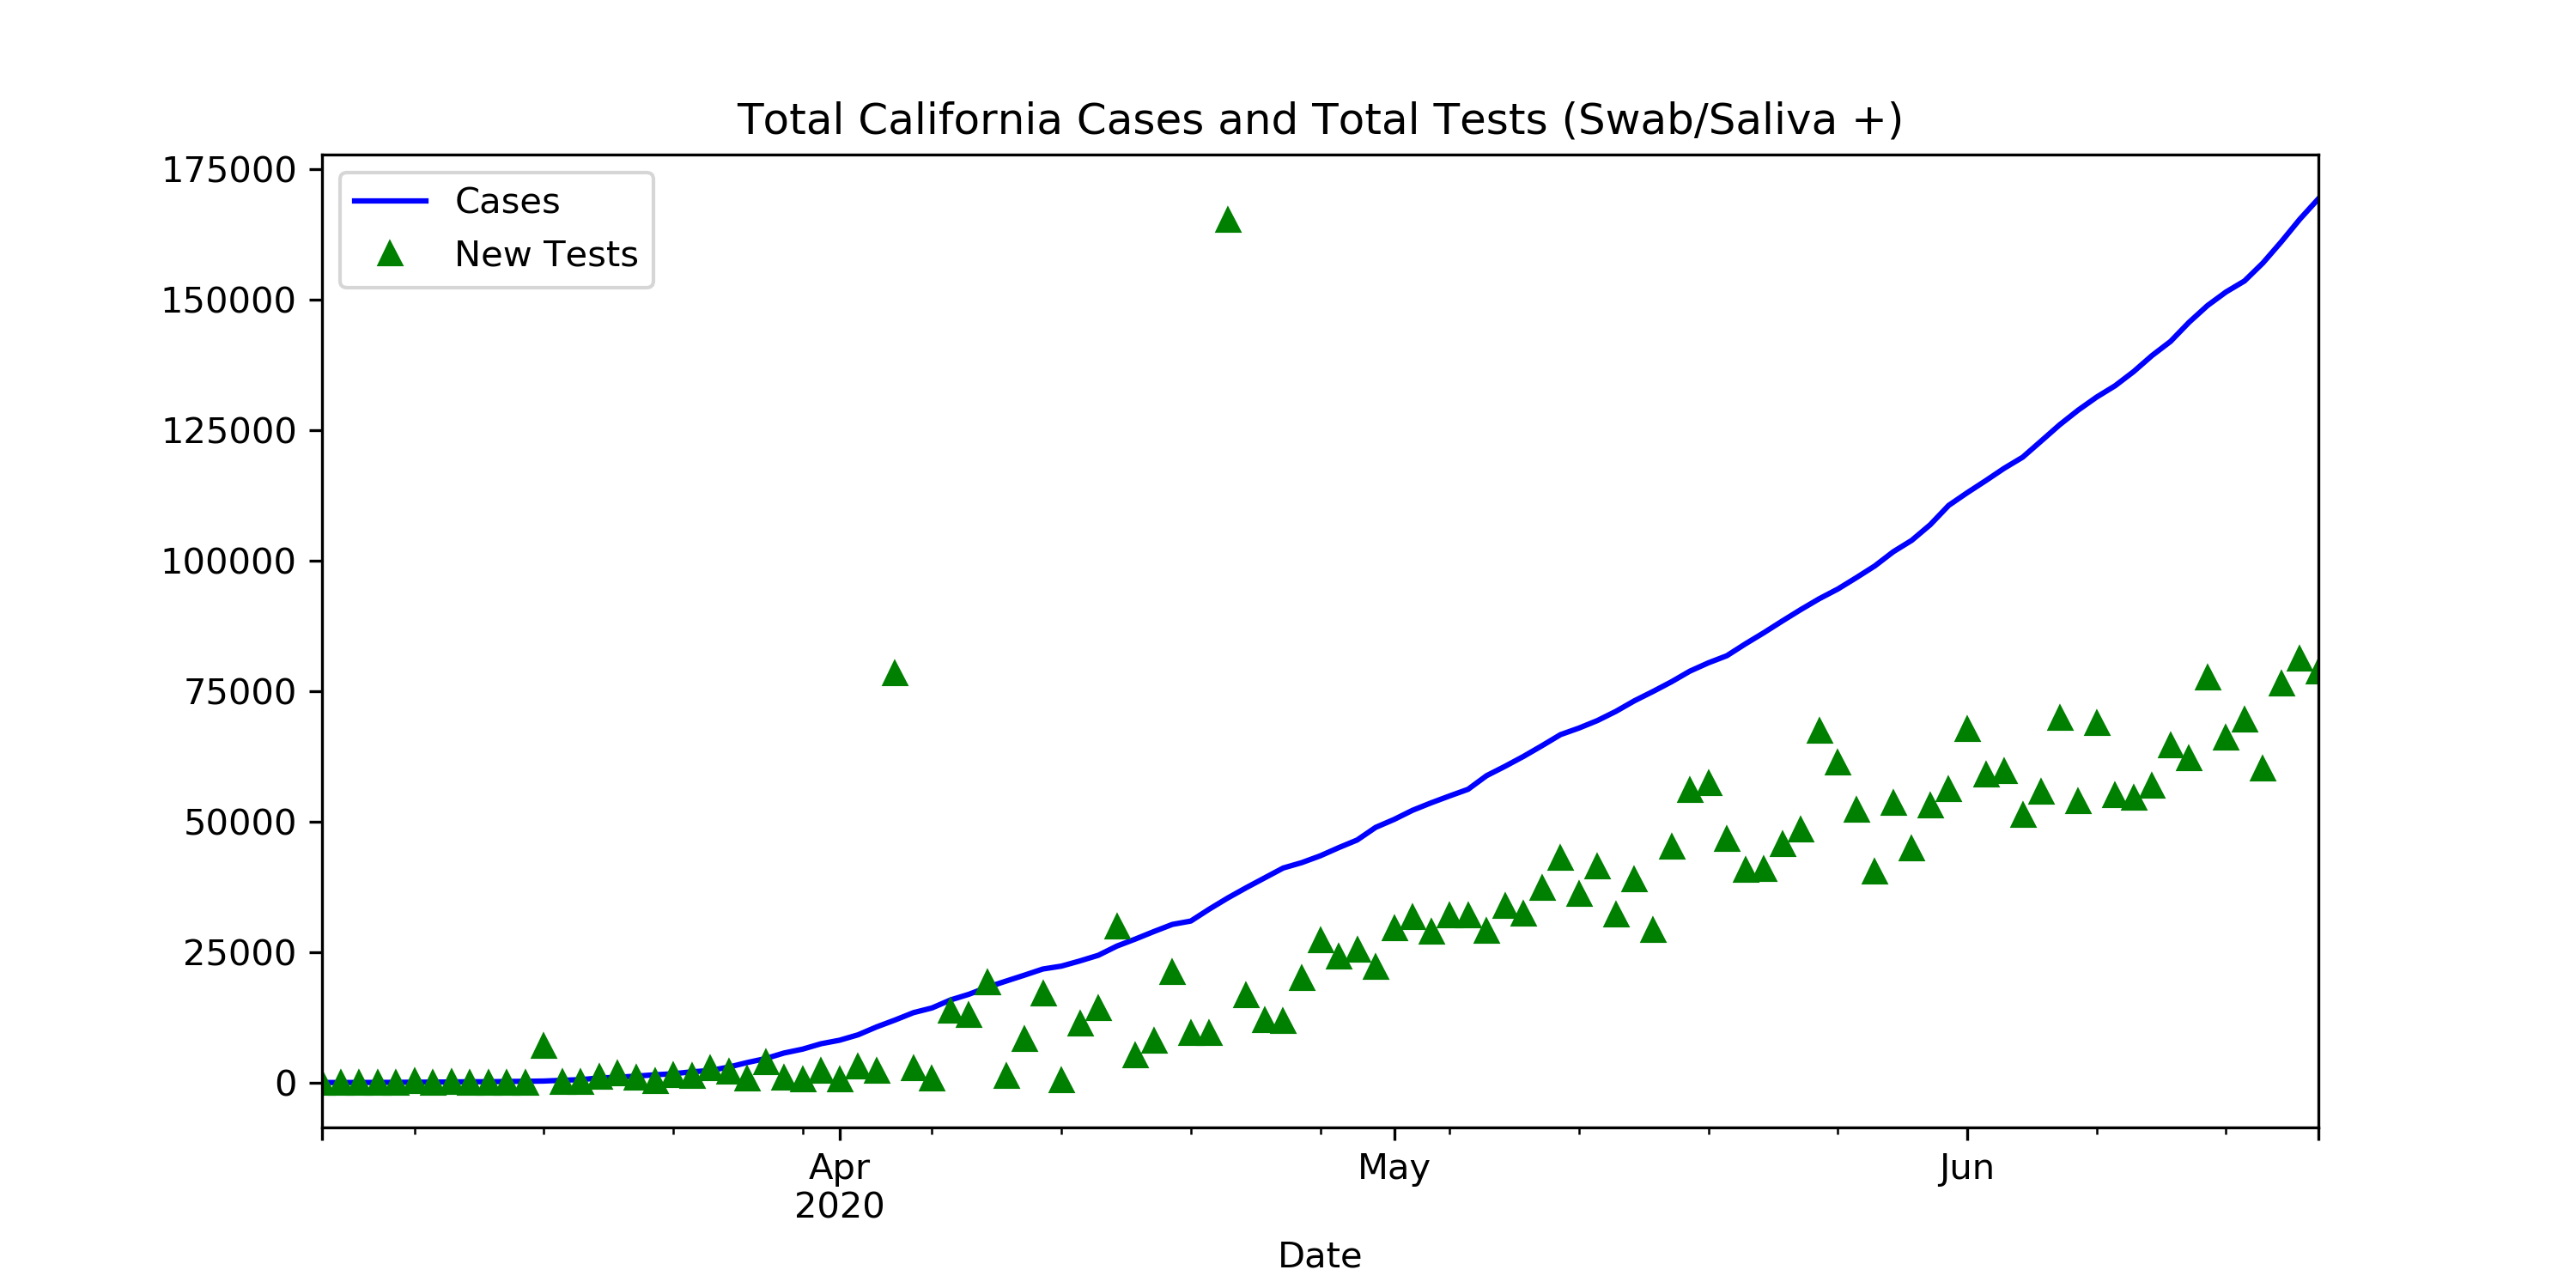 Total California Cases and Total Tests (Swab/Saliva +)
175000
150000
125000
100000
75000
50000
25000
0
Cases
New Tests
Apr
2020
May
Jun
Date